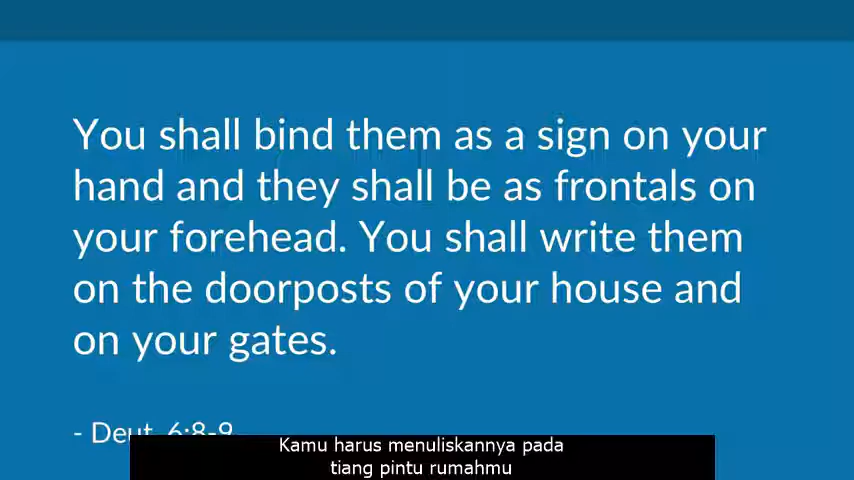 You shall bind them as a sign on your
hand and they shall be as frontals on
your forehead. You shall write them
on the doorposts of your house and
on your gates.
- Deut. 6:8-9
Kamu harus menuliskannya pada
tiang pintu rumahmu